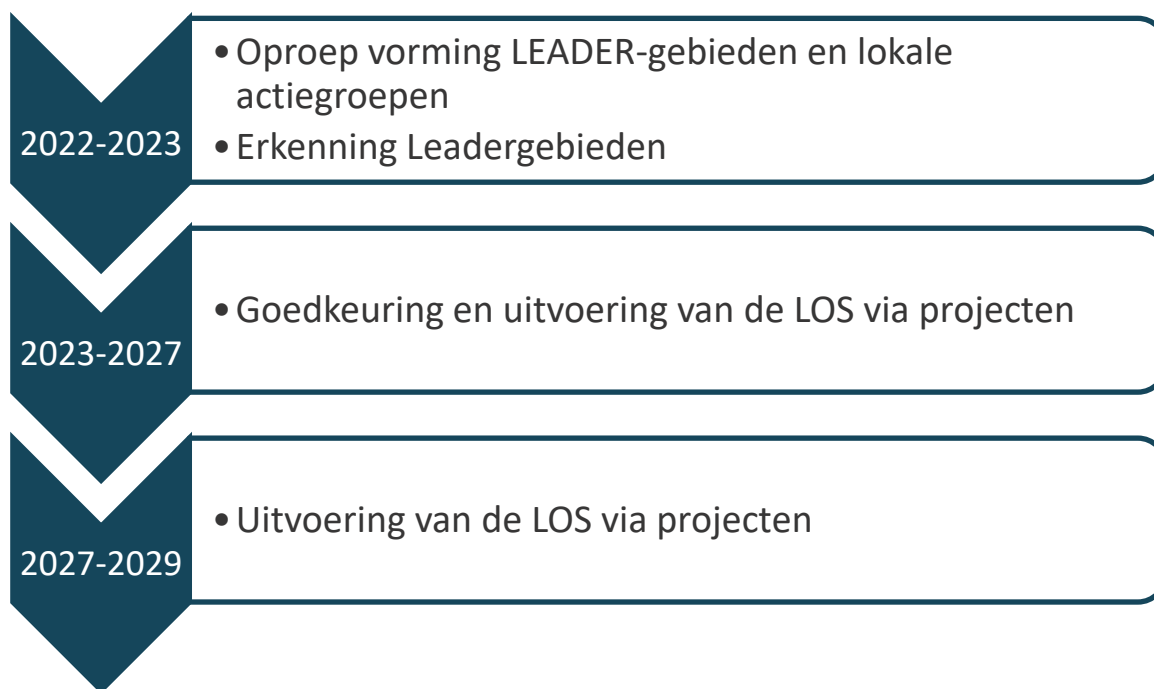 2022-2023
• Oproep vorming LEADER-gebieden en lokale
actiegroepen
• Erkenning Leadergebieden
2023-2027
• Goedkeuring en uitvoering van de LOS via projecten
2027-2029
• Uitvoering van de LOS via projecten